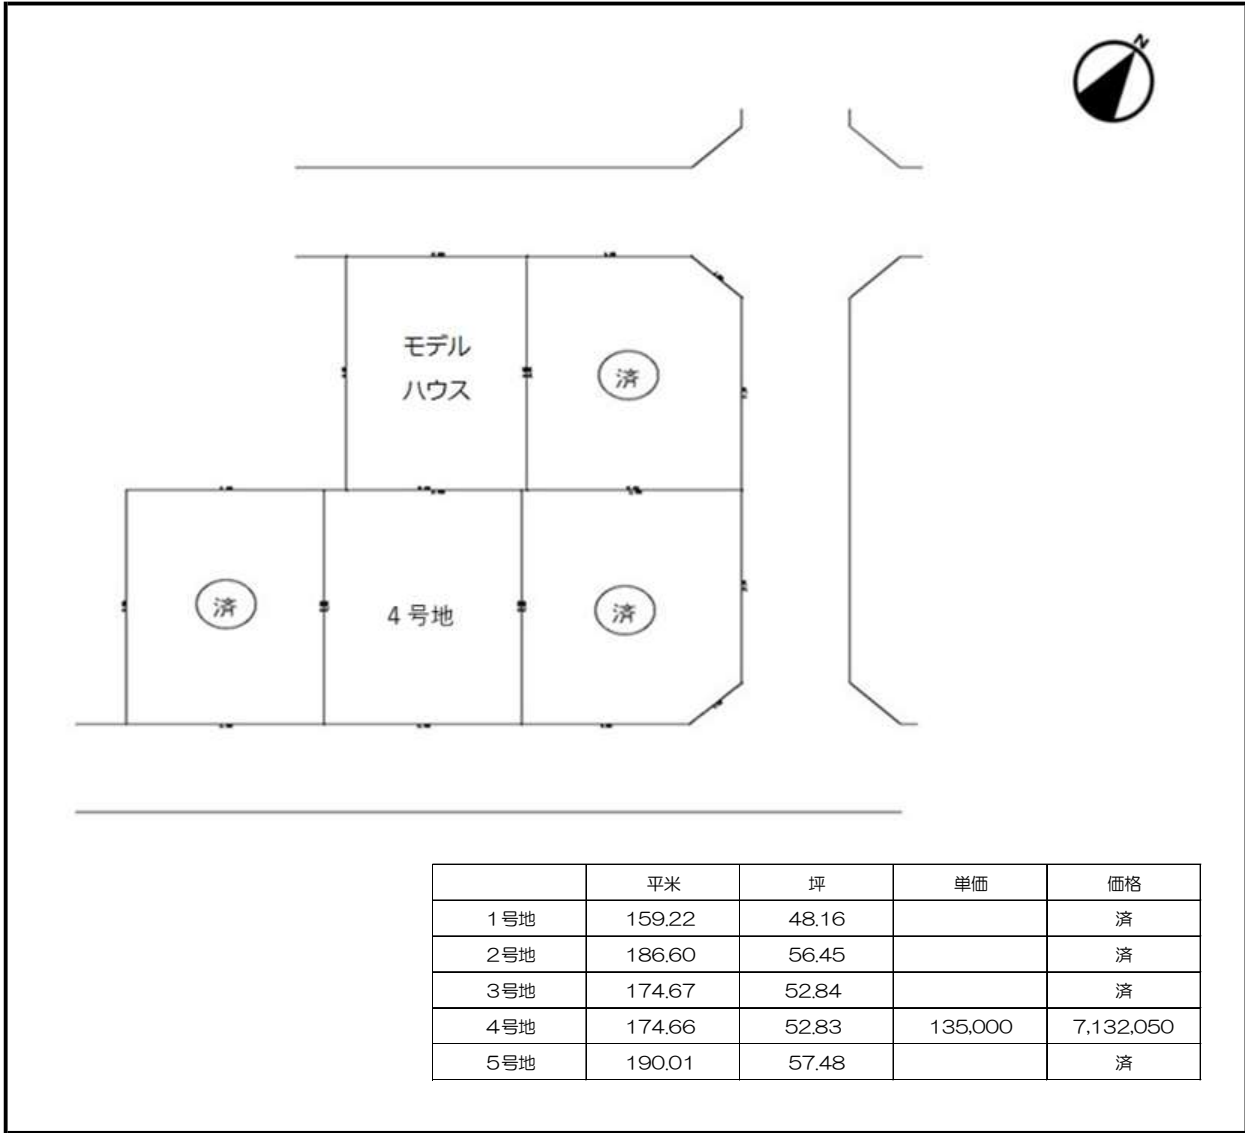 N
モデル
ハウス
済
済
4号地
済
平米 坪 単価 価格
1号地 159.22 48.16 済
2号地 186.60 56.45 済
3号地 174.67 52.84 済
4号地 174.66 52.83 135,000 7,132,050
5号地 190.01 57.48 済